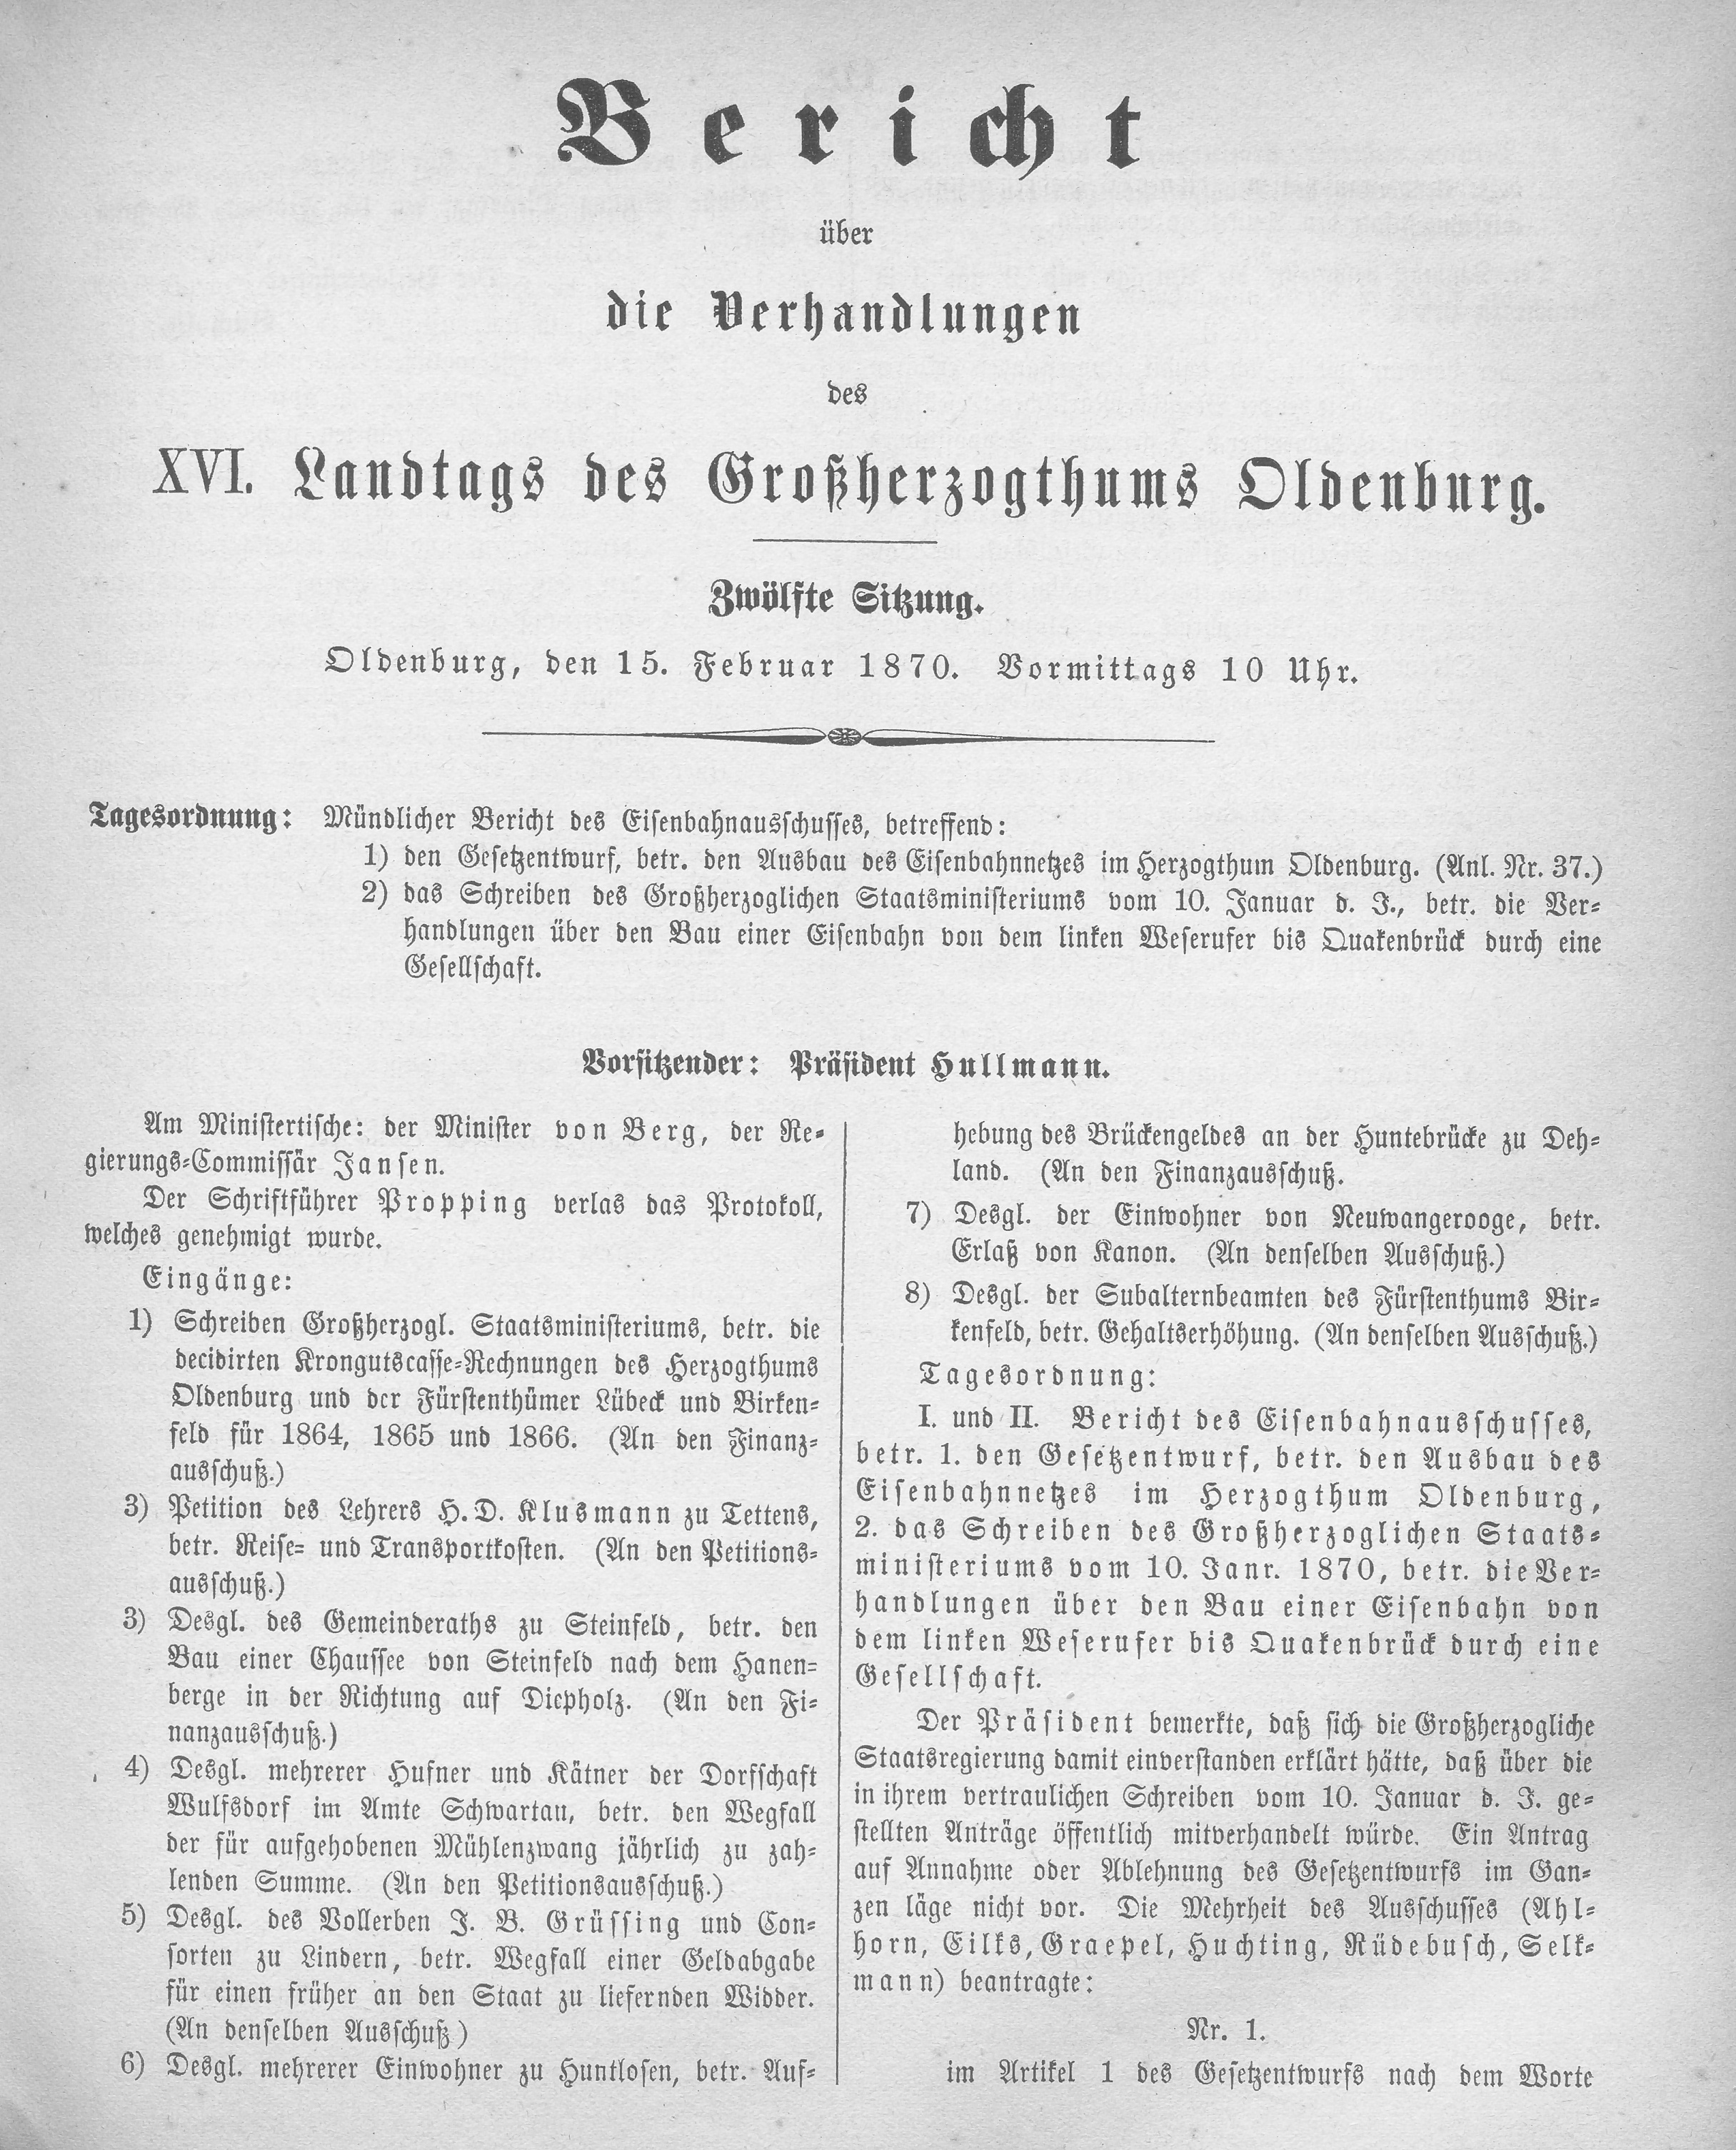 Bericht
über
die Verhandlungen
des
XVI. Landtags des Großherzogthums Oldenburg.
Zwölfte Sitzung.
Oldenburg, den 15. Februar 1870. Vormittags 10 Uhr.
Tagesordnung: Mündlicher Bericht des Eisenbahnausschusses, betreffend:
1) den Gesetzentwurf, betr. den Ausbau des Eisenbahnnetzes im Herzogthum Oldenburg. (Anl. Nr. 37.)
2) das Schreiben des Großherzoglichen Staatsministeriums vom 10. Januar d. J., betr. die Ver-
handlungen über den Bau einer Eisenbahn von dem linken Weserufer bis Quakenbrück durch eine
Gesellschaft.
Vorsitzender: Präsident Hullmann.
Am Ministertische: der Minister von Berg, der Re-
gierungs-Commissär Jansen.
Der Schriftführer Propping verlas das Protokoll,
welches genehmigt wurde.
Eingänge:
1) Schreiben Großherzogl. Staatsministeriums, betr. die
decidirten Krongutscasse-Rechnungen des Herzogthums
Oldenburg und der Fürstenthümer Lübeck und Birken-
feld für 1864, 1865 und 1866. (An den Finanz-
ausschuß.)
3) Petition des Lehrers H. D. Klusmann zu Tettens,
betr. Reise- und Transportkosten. (An den Petitions-
ausschuß.)
3) Desgl. des Gemeinderaths zu Steinfeld, betr. den
Bau einer Chaussee von Steinfeld nach dem Hanen-
berge in der Richtung auf Diepholz. (An den Fi-
nanzausschuß.)
4) Desgl. mehrerer Hufner und Kätner der Dorfschaft
Wulfsdorf im Amte Schwartau, betr. den Wegfall
der für aufgehobenen Mühlenzwang jährlich zu zah-
lenden Summe. (An den Petitionsausschuß.)
5) Desgl. des Vollerben J. B. Grüssing und Con-
sorten zu Lindern, betr. Wegfall einer Geldabgabe
für einen früher an den Staat zu liefernden Widder.
(An denselben Ausschuß)
6) Desgl. mehrerer Einwohner zu Huntlosen, betr. Auf-
hebung des Brückengeldes an der Huntebrücke zu Deh-
land. (An den Finanzausschuß.
7) Desgl. der Einwohner von Neuwangerooge, betr.
Erlaß von Kanon. (An denselben Ausschuß.)
8) Desgl. der Subalternbeamten des Fürstenthums Bir-
kenfeld, betr. Gehaltserhöhung. (An denselben Ausschuß.)
Tagesordnung:
I. und II. Bericht des Eisenbahnausschusses,
betr. 1. den Gesetzentwurf, betr. den Ausbau des
Eisenbahnnetzes im Herzogthum Oldenburg,
2. das Schreiben des Großherzoglichen Staats-
ministeriums vom 10. Janr. 1870, betr. die Ver-
handlungen über den Bau einer Eisenbahn von
dem linken Weserufer bis Quakenbrück durch eine
Gesellschaft.
Der Präsident bemerkte, daß sich die Großherzogliche
Staatsregierung damit einverstanden erklärt hätte, daß über die
in ihrem vertraulichen Schreiben vom 10. Januar d. J. ge-
stellten Anträge öffentlich mitverhandelt würde. Ein Antrag
auf Annahme oder Ablehnung des Gesetzentwurfs im Gan-
zen läge nicht vor. Die Mehrheit des Ausschusses (Ahl-
horn, Eilks, Graepel, Huchting, Rüdebusch, Selk-
mann) beantragte:
Nr. 1.
im Artikel 1 des Gesetzentwurfs nach dem Worte